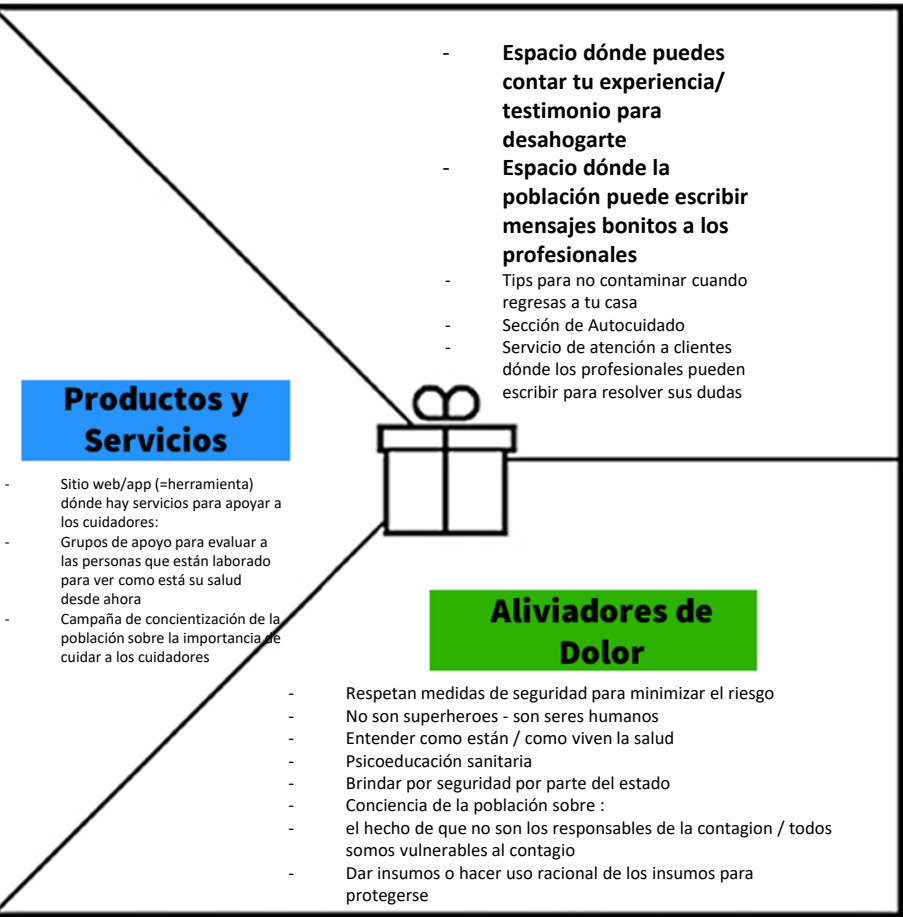 - Espacio dónde puedes
contar tu experiencia/
testimonio para
desahogarte
- Espacio dónde la
población puede escribir
mensajes bonitos a los
profesionales
- Tips para no contaminar cuando
regresas a tu casa
- Sección de Autocuidado
- Servicio de atención a clientes
dónde los profesionales pueden
escribir para resolver sus dudas
Productos y
Servicios
- Sitio web/app (=herramienta)
dónde hay servicios para apoyar a
los cuidadores:
- Grupos de apoyo para evaluar a
las personas que están laborado
para ver como está su salud
desde ahora
- Campaña de concientización de la
población sobre la importancia de
cuidar a los cuidadores
Aliviadores de
Dolor
- Respetan medidas de seguridad para minimizar el riesgo
- No son superheroes - son seres humanos
- Entender como están / como viven la salud
- Psicoeducación sanitaria
- Brindar por seguridad por parte del estado
- Conciencia de la población sobre :
- el hecho de que no son los responsables de la contagion / todos
somos vulnerables al contagio
- Dar insumos o hacer uso racional de los insumos para
protegerse